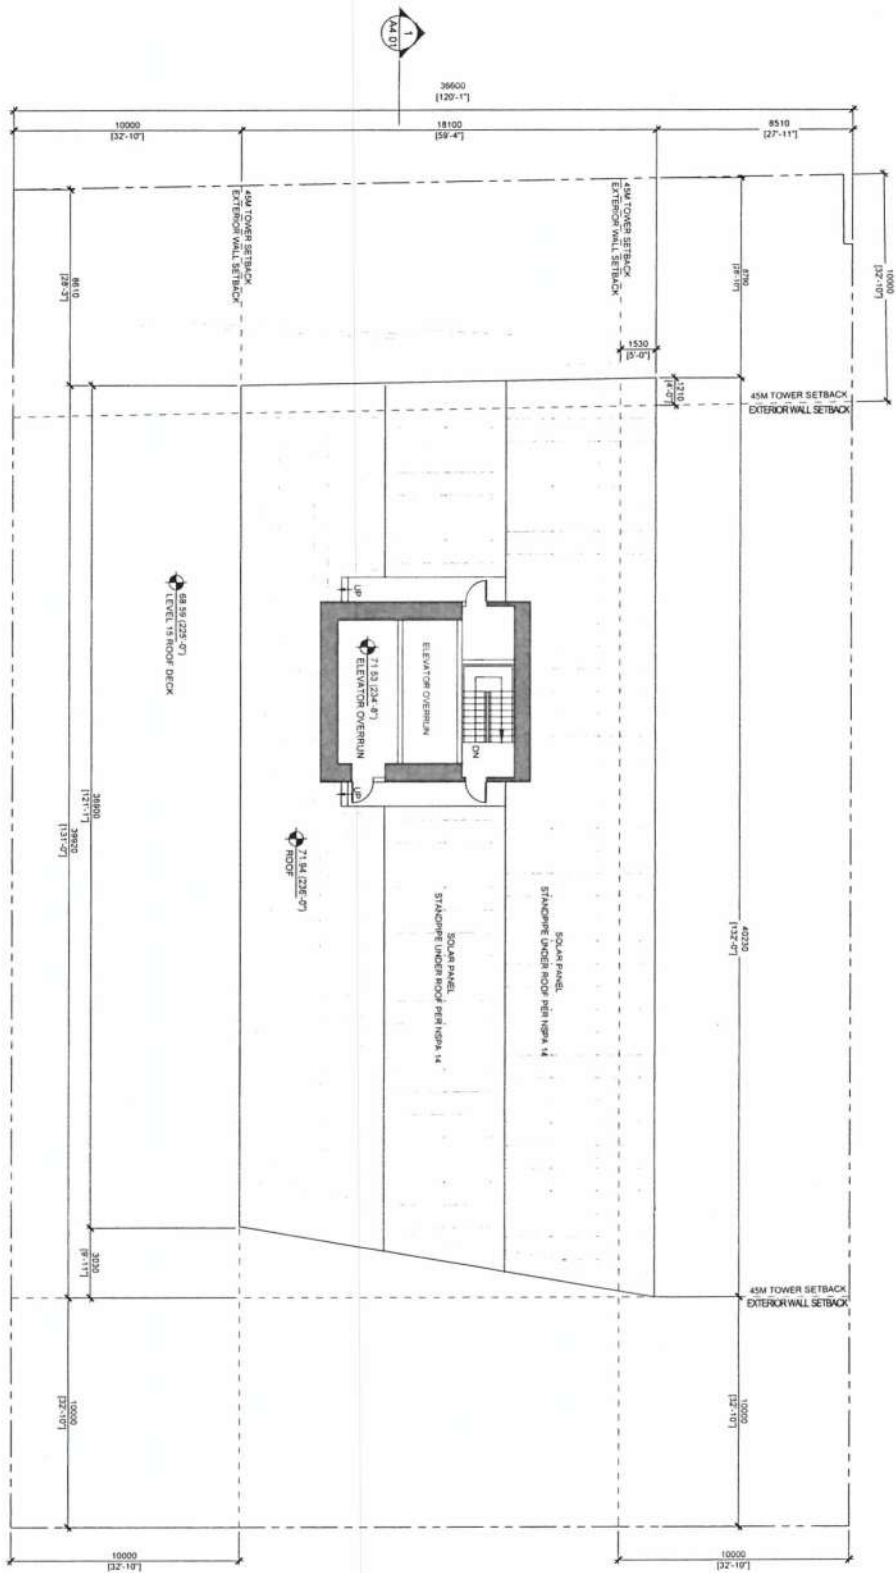 1
A4.01
36600
[120'-1"]
10000
[32'-10"]
18100
[59'-4"]
8510
[27'-11"]
45M TOWER SETBACK
EXTERIOR WALL SETBACK
45M TOWER SETBACK
EXTERIOR WALL SETBACK
10000
[32'-10"]
8610
[28'-3"]
8790
[28'-10"]
1530
[5'-0"]
1210
[4'-0"]
45M TOWER SETBACK
EXTERIOR WALL SETBACK
68.59 (225'-0")
LEVEL 15 ROOF DECK
UP
71.53 (234'-8")
ELEVATOR OVERRUN
ELEVATOR OVERRUN
DN
UP
36900
[121'-1"]
39920
[131'-0"]
71.94 (236'-0")
ROOF
SOLAR PANEL
STANDPIPE UNDER ROOF PER NSPA 14
SOLAR PANEL
STANDPIPE UNDER ROOF PER NSPA 14
40230
[132'-0"]
3030
[9'-11"]
45M TOWER SETBACK
EXTERIOR WALL SETBACK
10000
[32'-10"]
10000
[32'-10"]
10000
[32'-10"]
10000
[32'-10"]